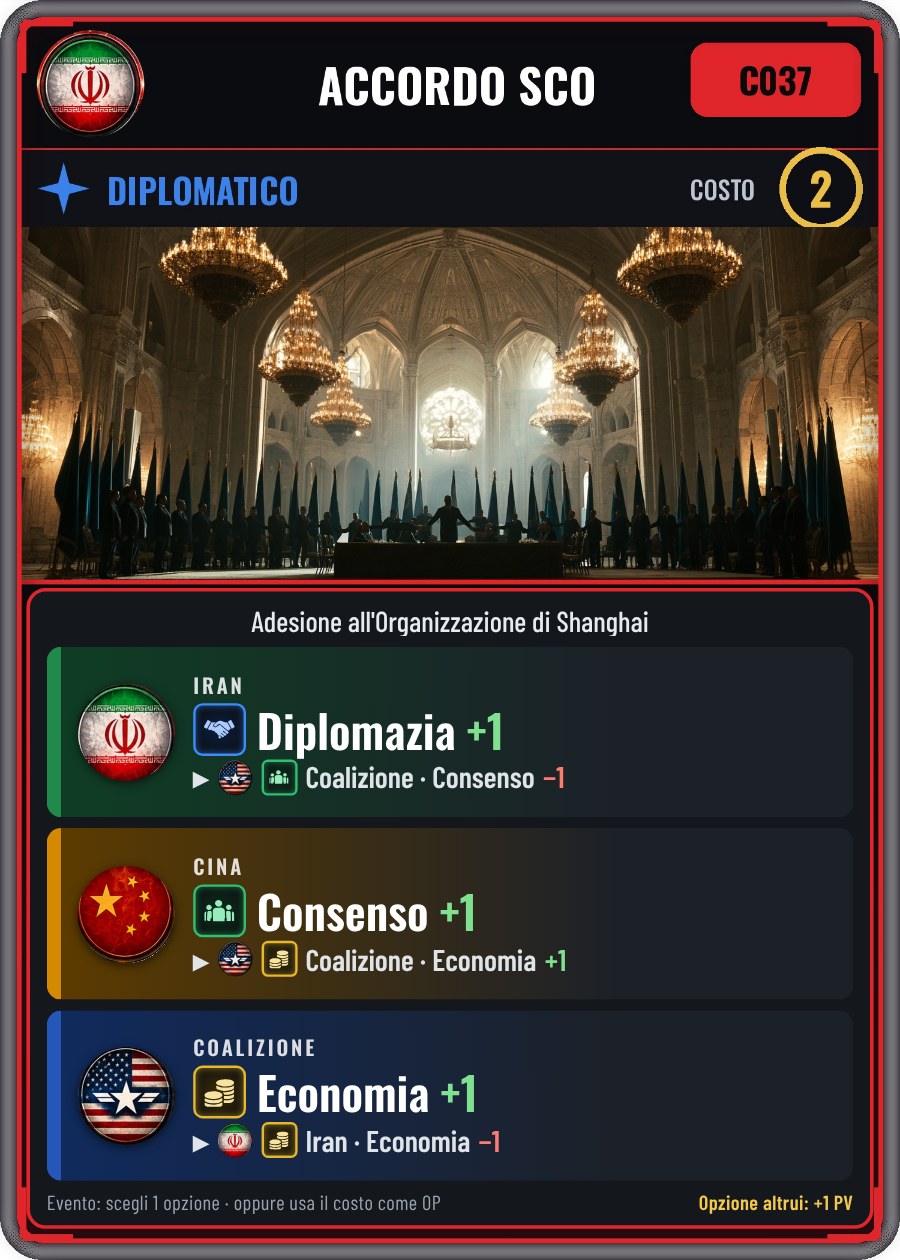 ACCORDO SCO
C037
DIPLOMATICO
COSTO
2
Adesione all'Organizzazione di Shanghai
IRAN
Diplomazia +1
▶ Coalizione · Consenso −1
CINA
Consenso +1
▶ Coalizione · Economia +1
COALIZIONE
Economia +1
▶ Iran · Economia −1
Evento: scegli 1 opzione · oppure usa il costo come OP
Opzione altrui: +1 PV